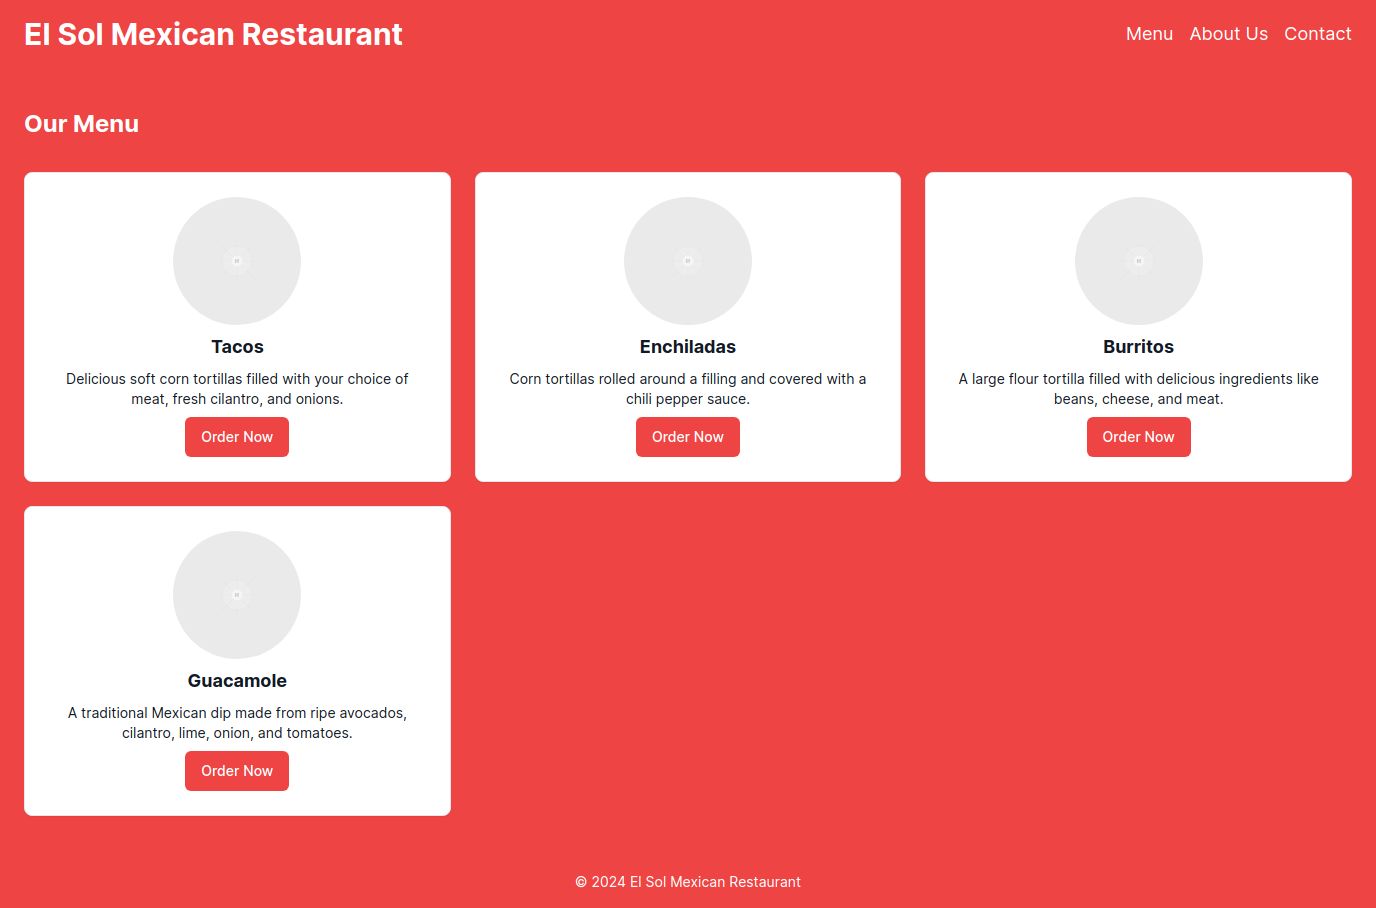 El Sol Mexican Restaurant
Menu About Us Contact
Our Menu
Tacos
Delicious soft corn tortillas filled with your choice of
meat, fresh cilantro, and onions.
Order Now
Enchiladas
Corn tortillas rolled around a filling and covered with a
chili pepper sauce.
Order Now
Burritos
A large flour tortilla filled with delicious ingredients like
beans, cheese, and meat.
Order Now
Guacamole
A traditional Mexican dip made from ripe avocados,
cilantro, lime, onion, and tomatoes.
Order Now
© 2024 El Sol Mexican Restaurant